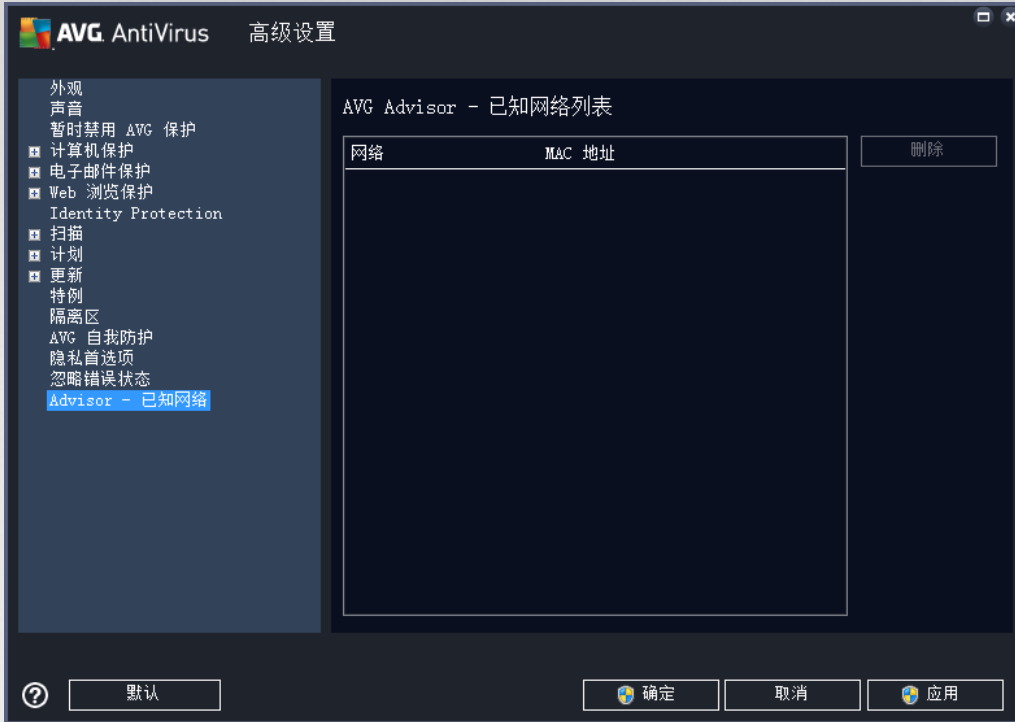 AVG AntiVirus 高级设置
外观
声音
暂时禁用 AVG 保护
计算机保护
电子邮件保护
Web 浏览保护
Identity Protection
扫描
计划
更新
特例
隔离区
AVG 自我防护
隐私首选项
忽略错误状态
Advisor - 已知网络
AVG Advisor - 已知网络列表
网络 MAC 地址
删除
默认 确定 取消 应用